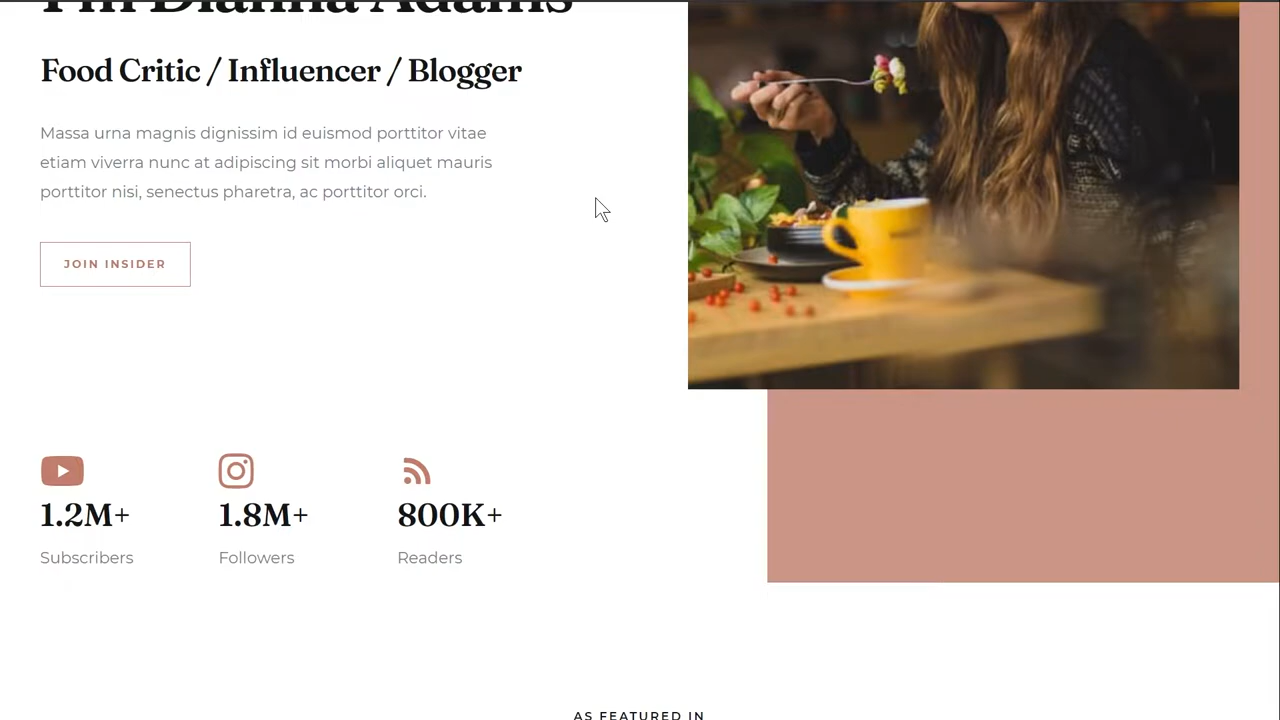 I'm Dianna Adams
Food Critic / Influencer / Blogger
Massa urna magnis dignissim id euismod porttitor vitae
etiam viverra nunc at adipiscing sit morbi aliquet mauris
porttitor nisi, senectus pharetra, ac porttitor orci.
JOIN INSIDER
1.2M+
1.8M+
800K+
Subscribers
Followers
Readers
AS FEATURED IN